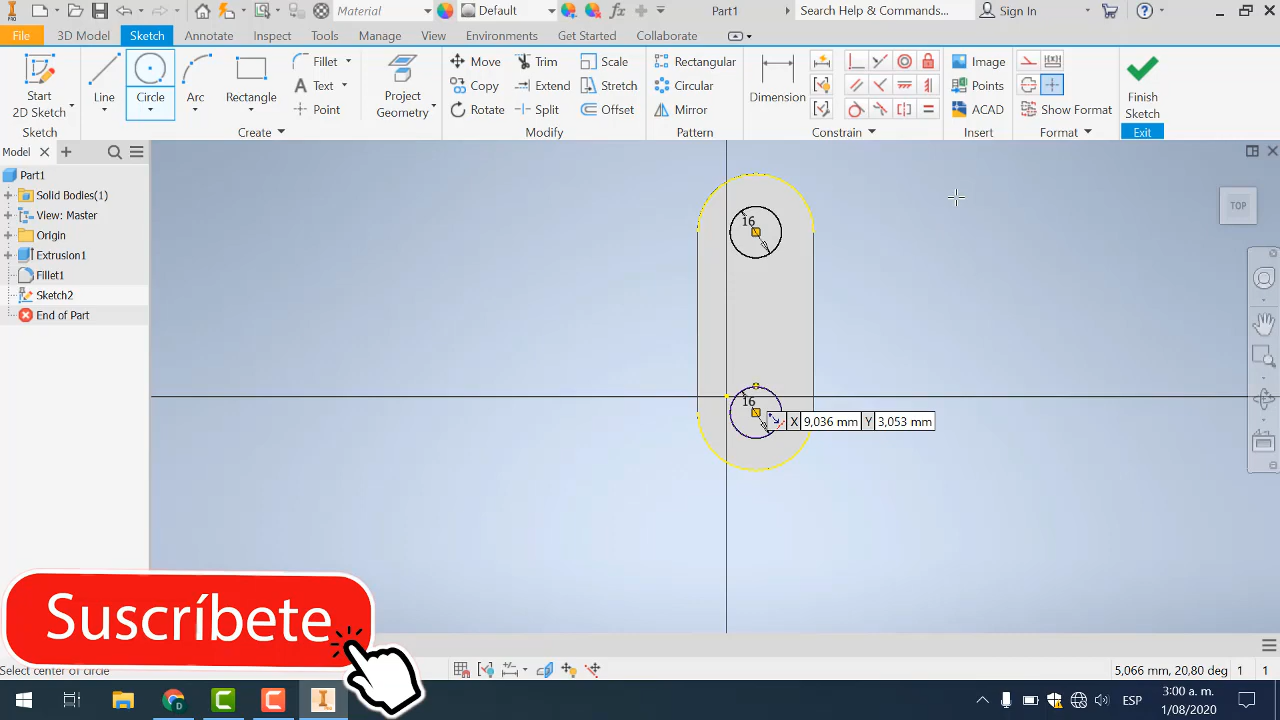 Material
Default
Part1
Search Help & Commands...
Sign In
File
3D Model
Sketch
Annotate
Inspect
Tools
Manage
View
Environments
Get Started
Collaborate
Start
2D Sketch
Line
Circle
Arc
Rectangle
Fillet
Text
Point
Project
Geometry
Move
Copy
Rotate
Trim
Extend
Split
Scale
Stretch
Offset
Rectangular
Circular
Mirror
Dimension
Image
Points
ACAD
Show Format
Finish
Sketch
Sketch
Create
Modify
Pattern
Constrain
Insert
Format
Exit
Model
Part1
Solid Bodies(1)
View: Master
Origin
Extrusion1
Fillet1
Sketch2
End of Part
TOP
16
16
X 9,036 mm Y 3,053 mm
Suscríbete
Select center of circle
5,066 mm, 20,80 deg 1 1
ESP
3:00 a. m.
1/08/2020